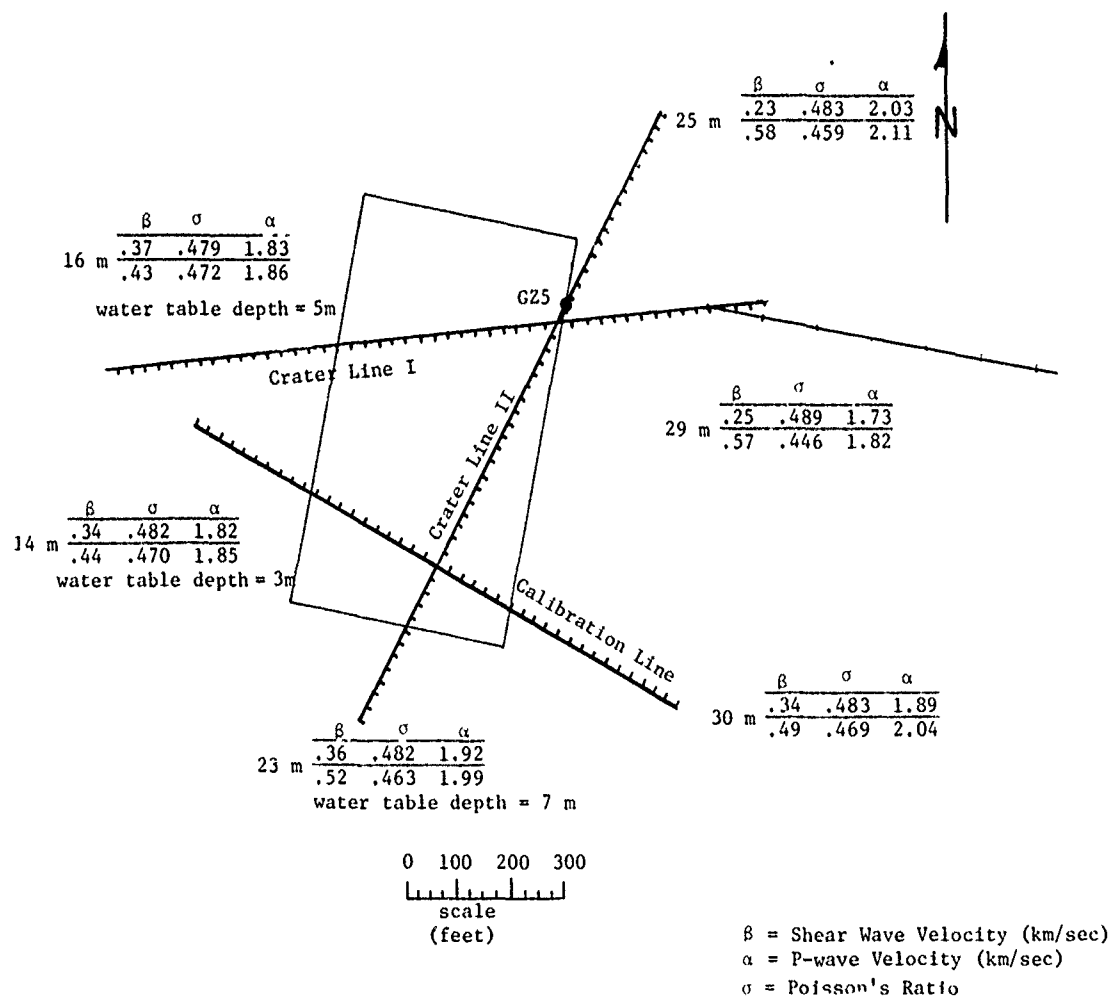 β σ α
25 m .23 .483 2.03
.58 .459 2.11
N
β σ α
16 m .37 .479 1.83
.43 .472 1.86
water table depth = 5m
GZ5
Crater Line I
β σ α
29 m .25 .489 1.73
.57 .446 1.82
Crater Line II
β σ α
14 m .34 .482 1.82
.44 .470 1.85
water table depth = 3m
Calibration Line
β σ α
30 m .34 .483 1.89
.49 .469 2.04
β σ α
23 m .36 .482 1.92
.52 .463 1.99
water table depth = 7 m
0 100 200 300
scale
(feet)
β = Shear Wave Velocity (km/sec)
α = P-wave Velocity (km/sec)
σ = Poisson's Ratio